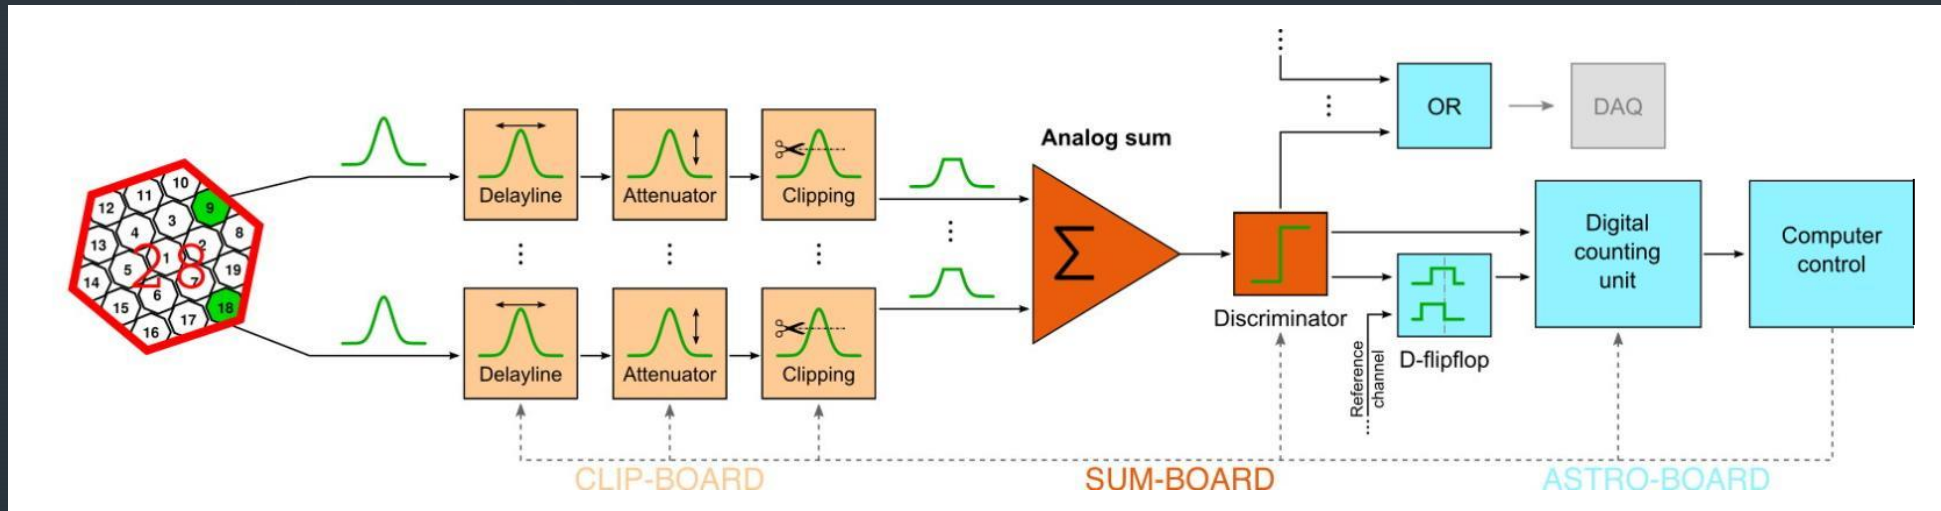 10
11
9
12
3
8
4
2
13
1
28
19
5
7
14
6
18
15
17
16
Delayline
Attenuator
Clipping
Delayline
Attenuator
Clipping
Analog sum
Σ
Discriminator
OR
DAQ
D-flipflop
Reference
channel
Digital
counting
unit
Computer
control
CLIP-BOARD
SUM-BOARD
ASTRO-BOARD